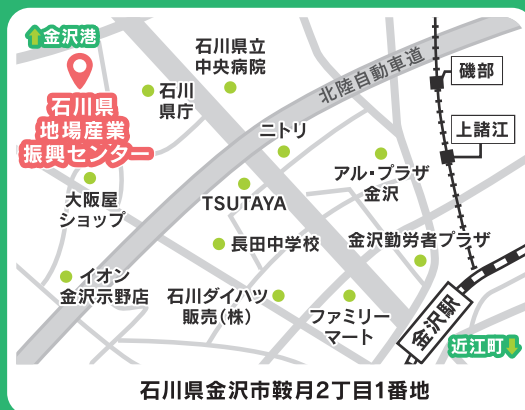 ⬆金沢港
石川県
地場産業
振興センター
石川県立
中央病院
石川
県庁
北陸自動車道
磯部
上諸江
ニトリ
アル・プラザ
金沢
大阪屋
ショップ
TSUTAYA
長田中学校
金沢勤労者プラザ
イオン
金沢示野店
石川ダイハツ
販売(株)
ファミリー
マート
金沢駅
近江町⬇
石川県金沢市鞍月2丁目1番地